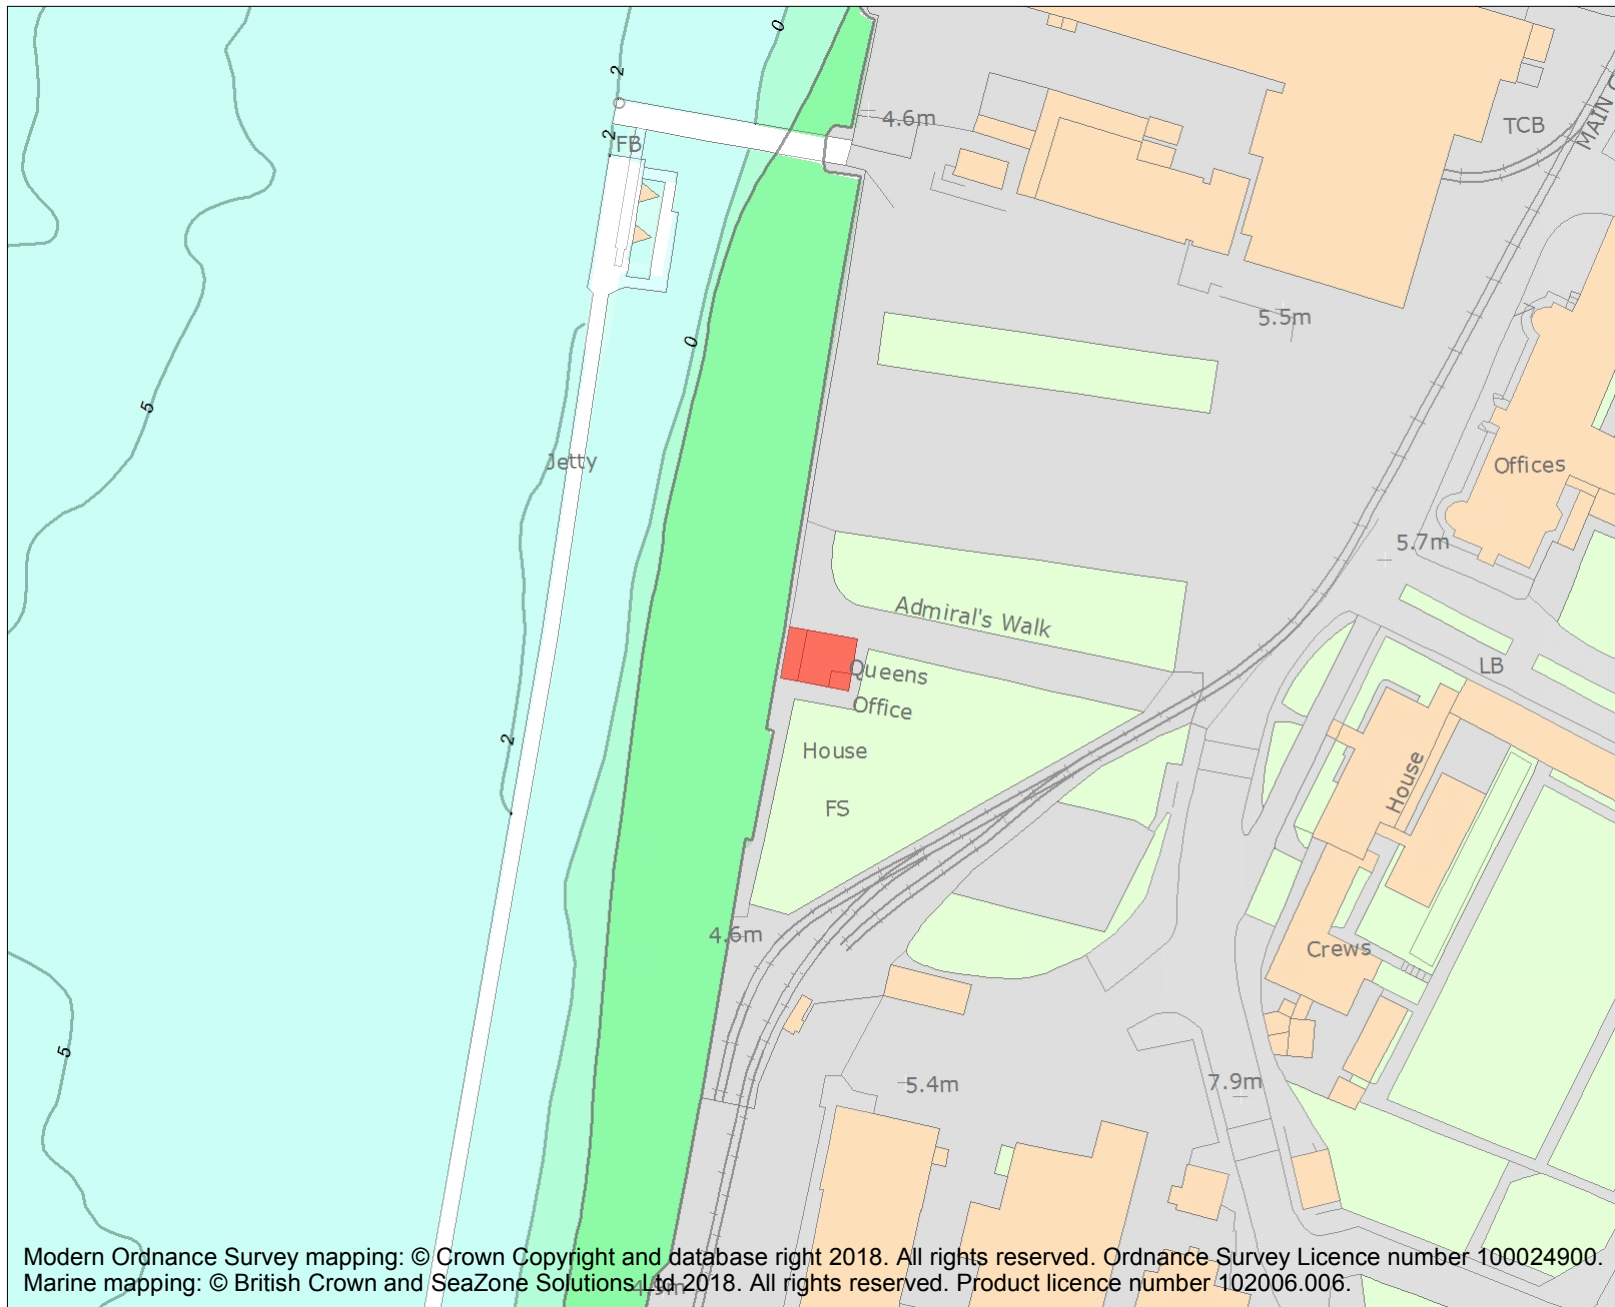 0
2
4.6m
TCB
MAIN
2
FB
5.5m
0
5
Jetty
Offices
5.7m
Admiral's Walk
LB
Queens
Office
2
House
House
FS
4.6m
Crews
5
5.4m
7.9m
Modern Ordnance Survey mapping: © Crown Copyright and database right 2018. All rights reserved. Ordnance Survey Licence number 100024900.
Marine mapping: © British Crown and SeaZone Solutions Ltd 2018. All rights reserved. Product licence number 102006.006.